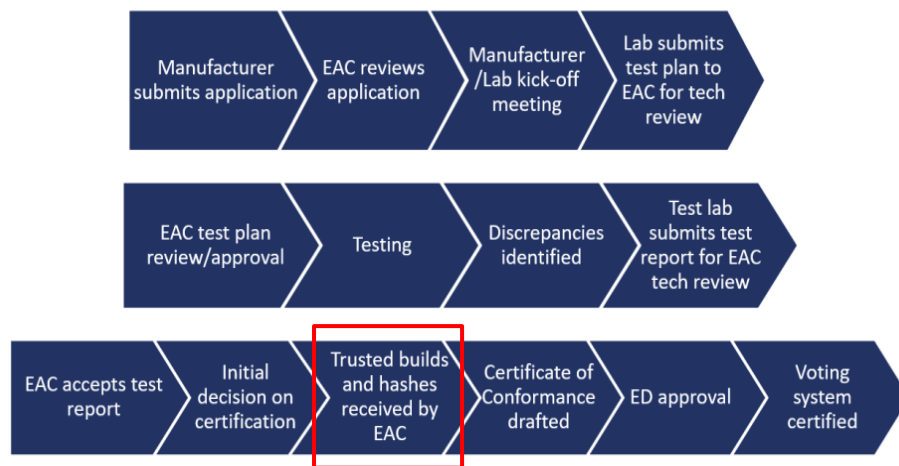 Manufacturer
submits application
EAC reviews
application
Manufacturer
/Lab kick-off
meeting
Lab submits
test plan to
EAC for tech
review
EAC test plan
review/approval
Testing
Discrepancies
identified
Test lab
submits test
report for EAC
tech review
EAC accepts test
report
Initial
decision on
certification
Trusted builds
and hashes
received by
EAC
Certificate of
Conformance
drafted
ED approval
Voting
system
certified